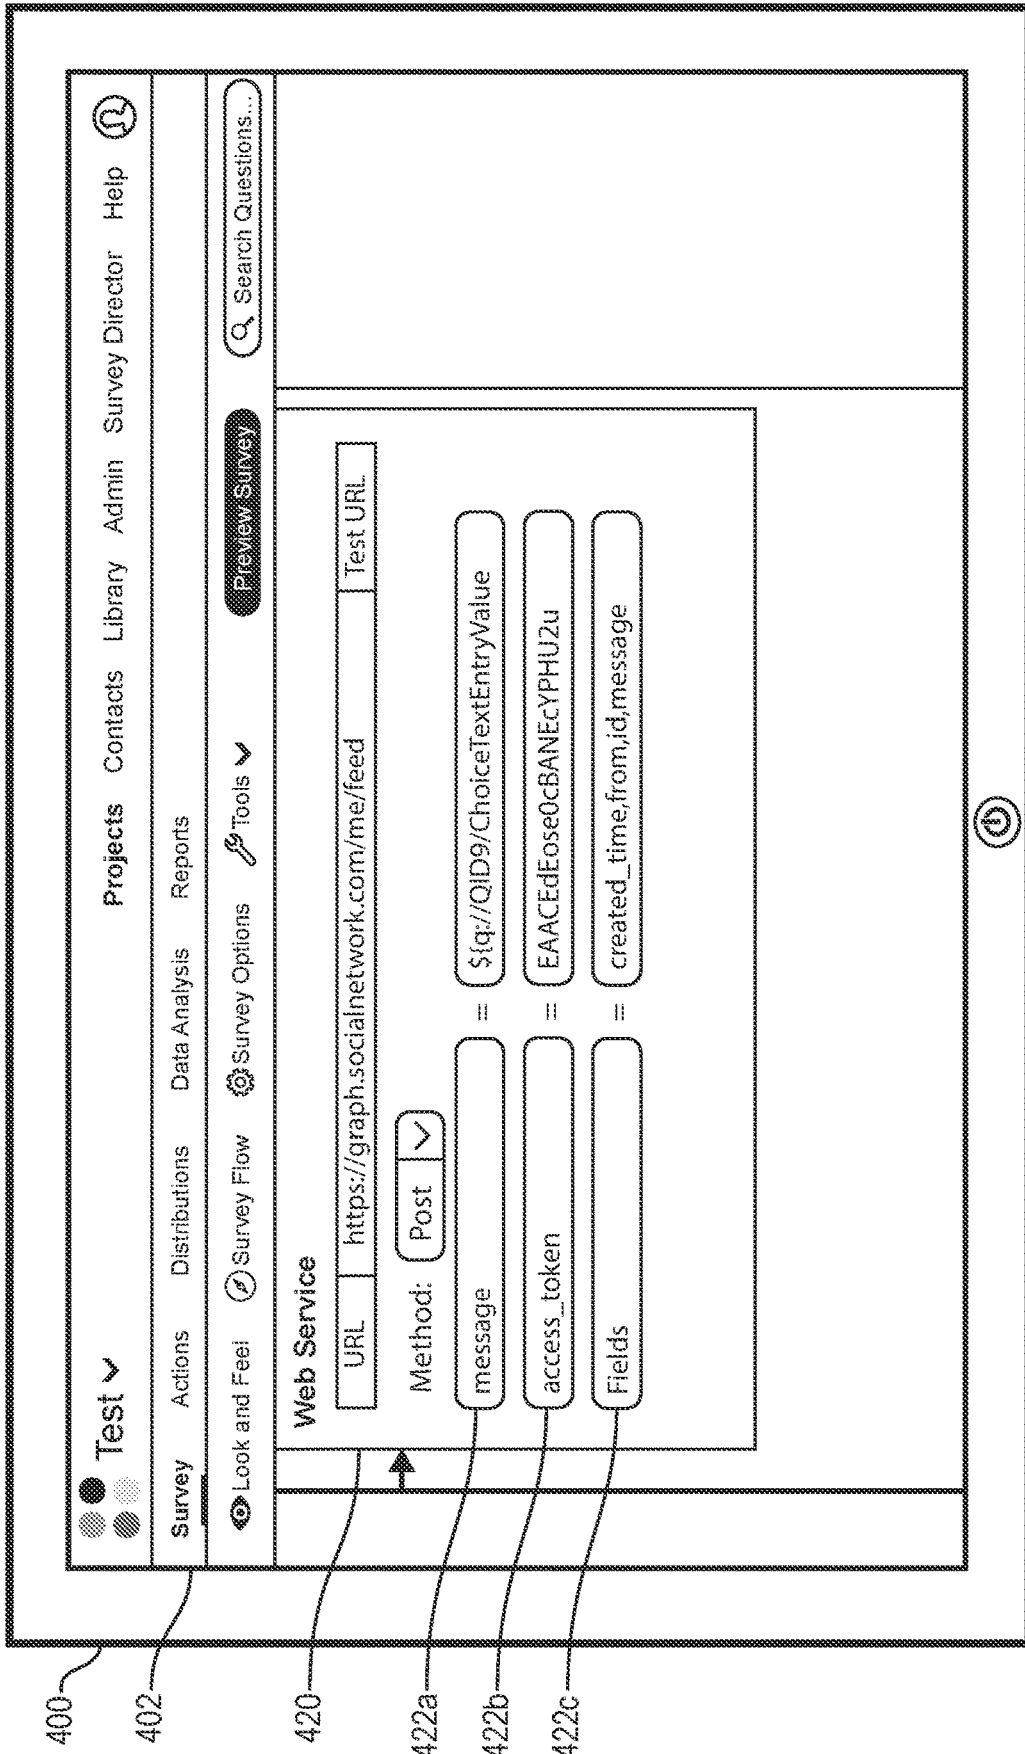 Test
Projects Contacts Library Admin Survey Director Help
Survey Actions Distributions Data Analysis Reports
Look and Feel Survey Flow Survey Options Tools Preview Survey Search Questions...
Web Service
URL https://graph.socialnetwork.com/me/feed Test URL
Method: Post
message = ${q://QID9/ChoiceTextEntryValue
access_token = EAACEdEose0cBANEcYPHU2u
Fields = created_time,from,id,message
400
402
420
422a
422b
422c